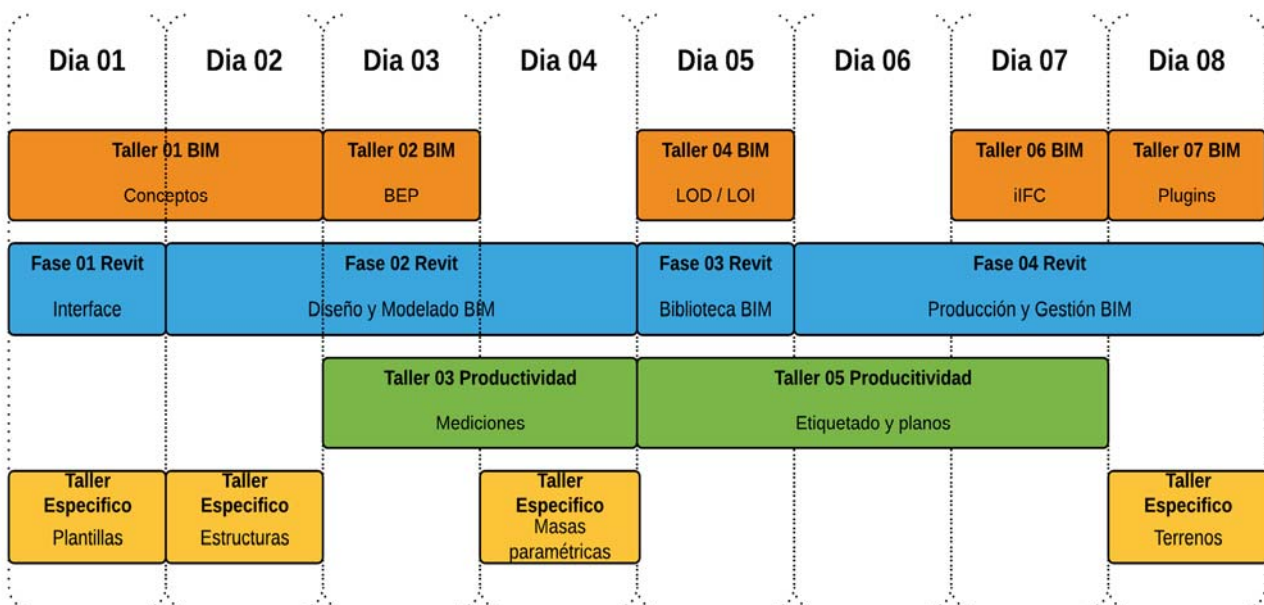 Dia 01
Dia 02
Dia 03
Dia 04
Dia 05
Dia 06
Dia 07
Dia 08
Taller 01 BIM
Conceptos
Taller 02 BIM
BEP
Taller 04 BIM
LOD / LOI
Taller 06 BIM
iIFC
Taller 07 BIM
Plugins
Fase 01 Revit
Interface
Fase 02 Revit
Diseño y Modelado BIM
Fase 03 Revit
Biblioteca BIM
Fase 04 Revit
Producción y Gestión BIM
Taller 03 Productividad
Mediciones
Taller 05 Producitividad
Etiquetado y planos
Taller
Especifico
Plantillas
Taller
Especifico
Estructuras
Taller
Especifico
Masas
paramétricas
Taller
Especifico
Terrenos